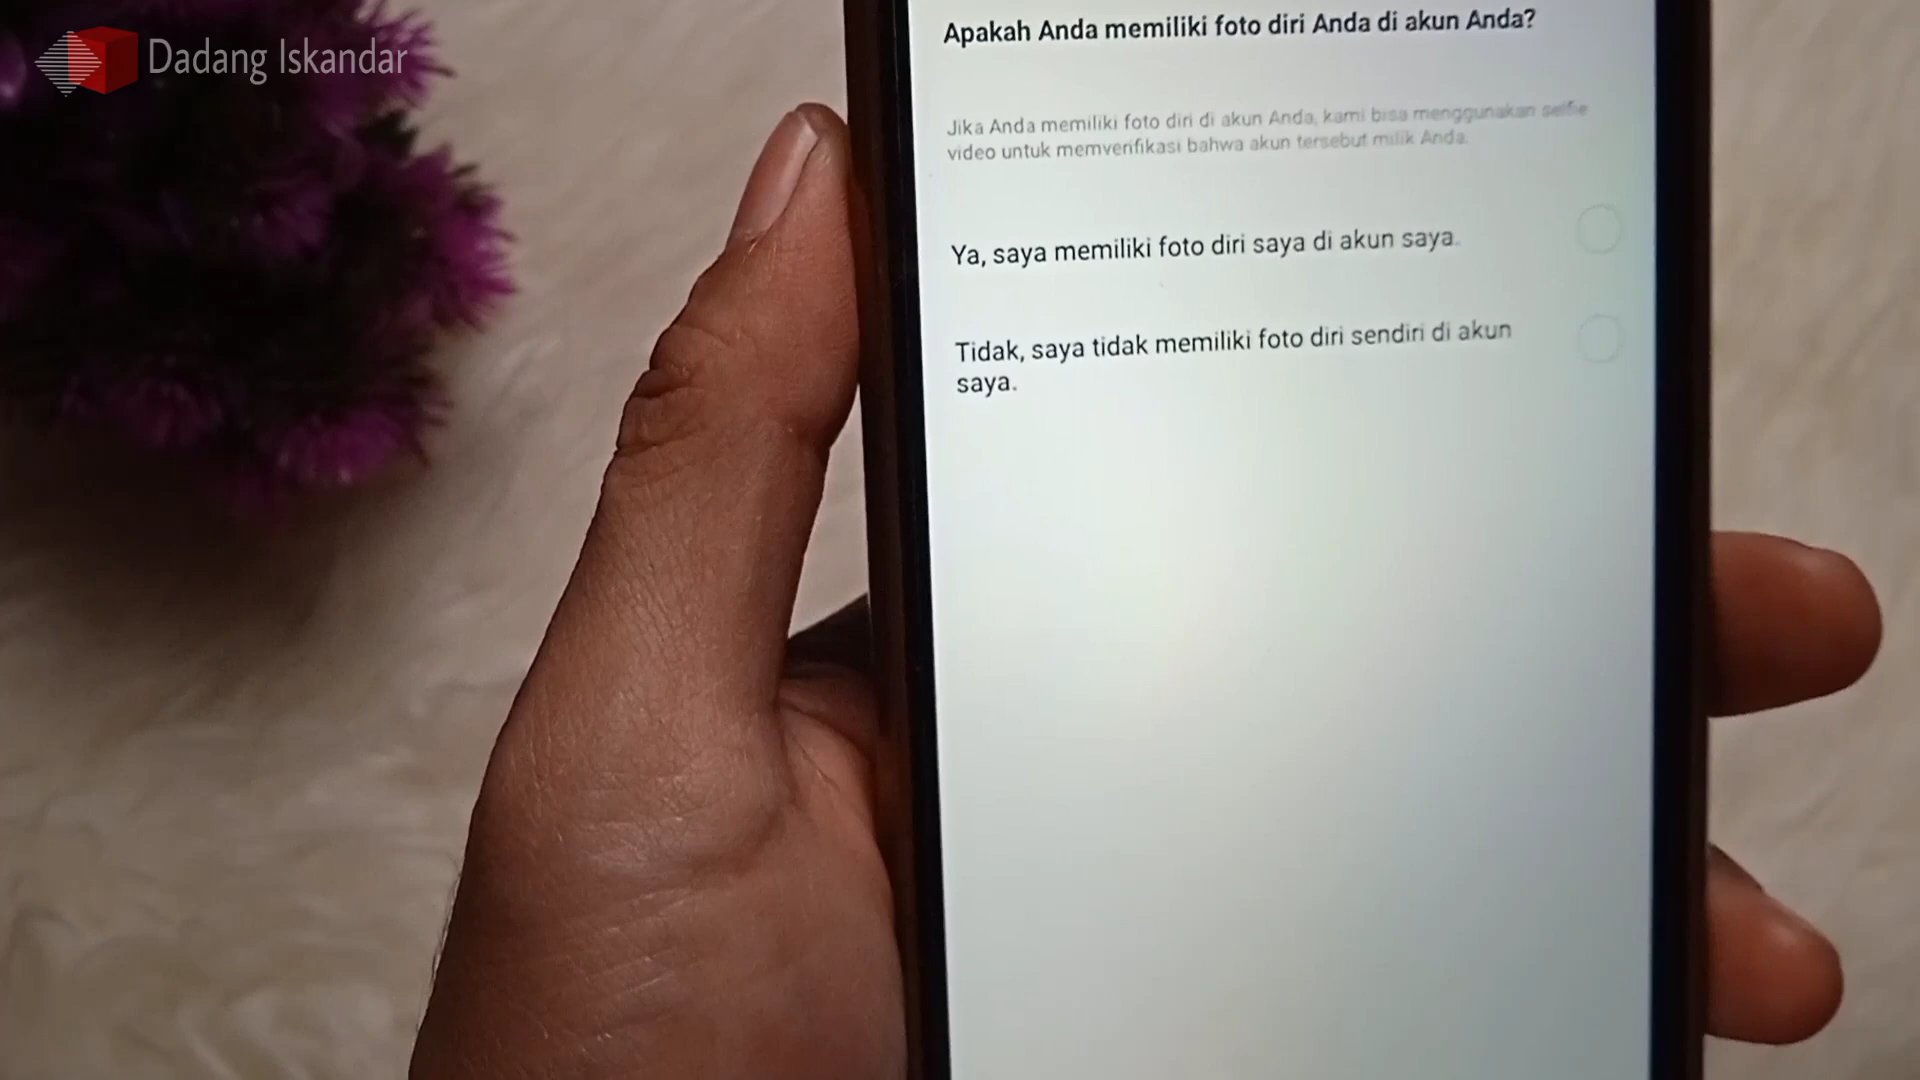 Dadang Iskandar
Apakah Anda memiliki foto diri Anda di akun Anda?
Jika Anda memiliki foto diri di akun Anda, kami bisa menggunakan selfie
video untuk memverifikasi bahwa akun tersebut milik Anda.
Ya, saya memiliki foto diri saya di akun saya.
Tidak, saya tidak memiliki foto diri sendiri di akun
saya.